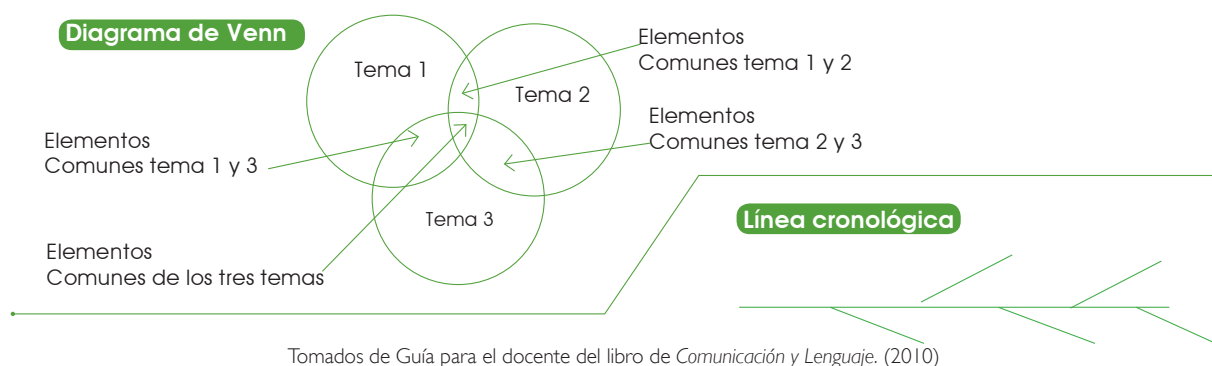 Diagrama de Venn
Tema 1
Tema 2
Tema 3
Elementos
Comunes tema 1 y 2
Elementos
Comunes tema 2 y 3
Elementos
Comunes tema 1 y 3
Elementos
Comunes de los tres temas
Línea cronológica
Tomados de Guía para el docente del libro de Comunicación y Lenguaje. (2010)